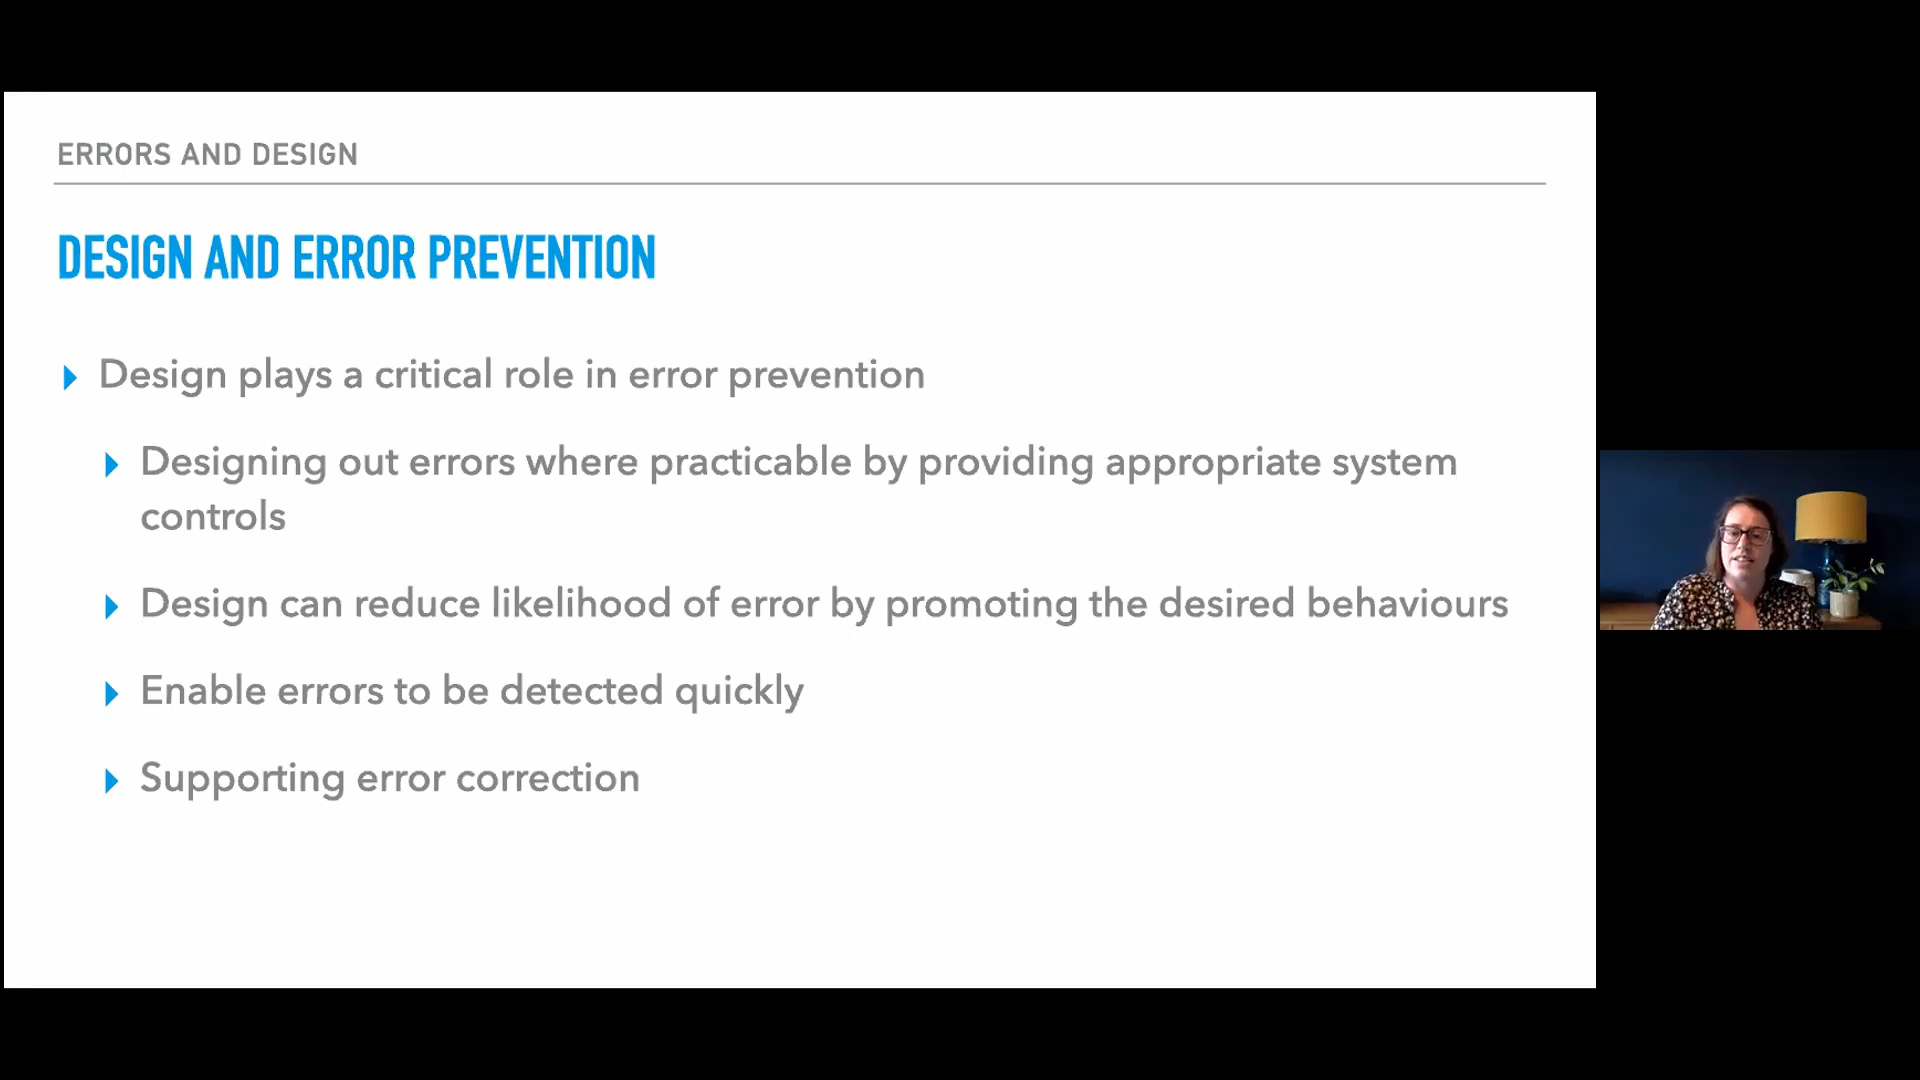 ERRORS AND DESIGN
DESIGN AND ERROR PREVENTION
Design plays a critical role in error prevention
Designing out errors where practicable by providing appropriate system
controls
Design can reduce likelihood of error by promoting the desired behaviours
Enable errors to be detected quickly
Supporting error correction